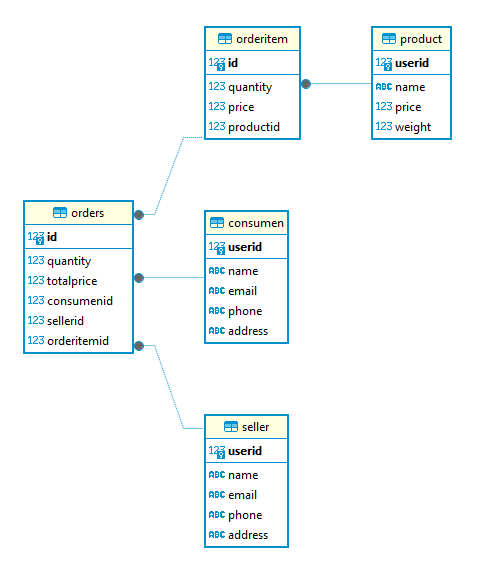 orderitem
123 id
123 quantity
123 price
123 productid
product
123 userid
ABC name
123 price
123 weight
orders
123 id
123 quantity
123 totalprice
123 consumenid
123 sellerid
123 orderitemid
consumen
123 userid
ABC name
ABC email
ABC phone
ABC address
seller
123 userid
ABC name
ABC email
ABC phone
ABC address